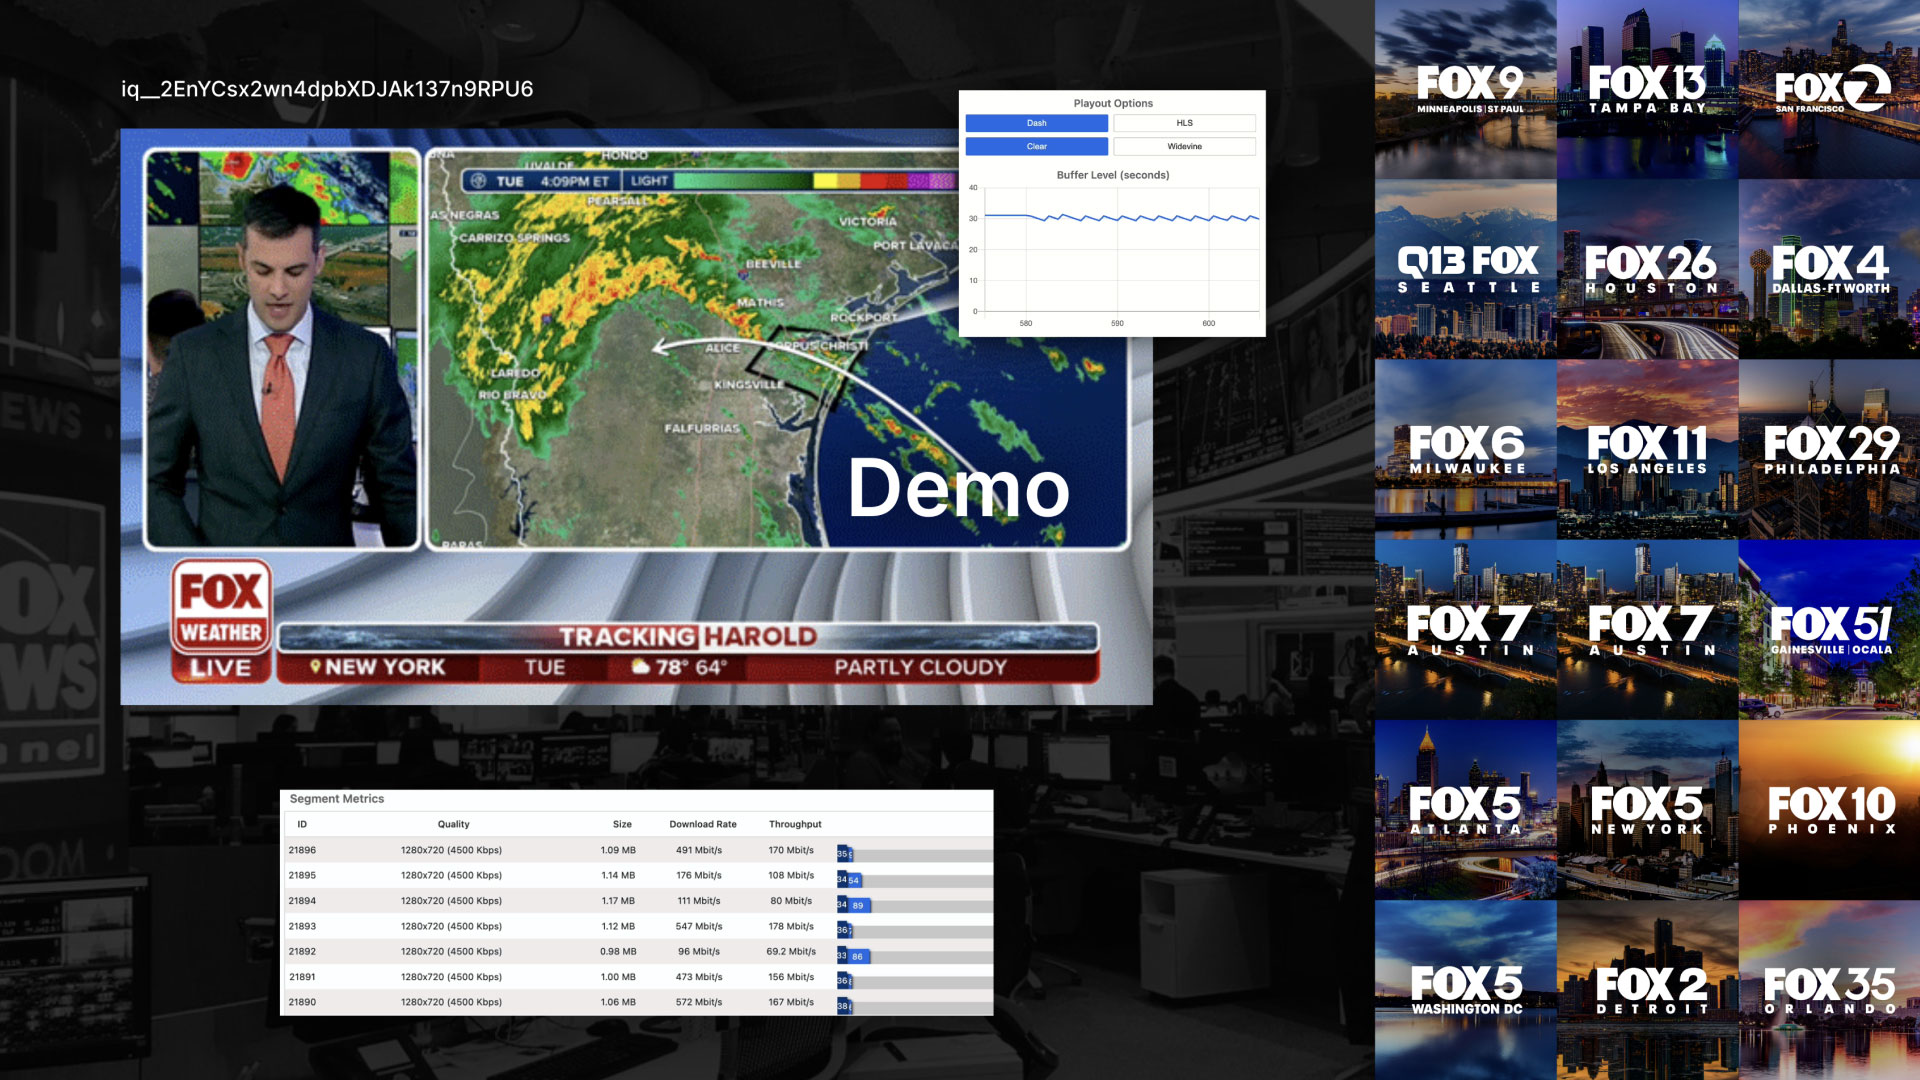 iq__2EnYCsx2wn4dpbXDJAk137n9RPU6
TUE 4:09PM ET LIGHT
HONDO
UVALDE
PEARSALL
AS NEGRAS
CARRIZO SPRINGS
VICTORIA
PORT LAVACA
BEEVILLE
MATHIS
ROCKPORT
ALICE
CORPUS CHRISTI
LAREDO
RIO BRAVO
KINGSVILLE
FALFURRIAS
Demo
FOX
WEATHER
LIVE
TRACKING HAROLD
NEW YORK TUE 78° 64° PARTLY CLOUDY
Playout Options
Dash HLS
Clear Widevine
Buffer Level (seconds)
40
30
20
10
0
580 590 600
Segment Metrics
ID Quality Size Download Rate Throughput
21896 1280x720 (4500 Kbps) 1.09 MB 491 Mbit/s 170 Mbit/s 35
21895 1280x720 (4500 Kbps) 1.14 MB 176 Mbit/s 108 Mbit/s 34 54
21894 1280x720 (4500 Kbps) 1.17 MB 111 Mbit/s 80 Mbit/s 34 89
21893 1280x720 (4500 Kbps) 1.12 MB 547 Mbit/s 178 Mbit/s 36
21892 1280x720 (4500 Kbps) 0.98 MB 96 Mbit/s 69.2 Mbit/s 33 86
21891 1280x720 (4500 Kbps) 1.00 MB 473 Mbit/s 156 Mbit/s 36
21890 1280x720 (4500 Kbps) 1.06 MB 572 Mbit/s 167 Mbit/s 38
FOX 9
MINNEAPOLIS | ST PAUL
FOX 13
TAMPA BAY
FOX 2
SAN FRANCISCO
Q13 FOX
SEATTLE
FOX 26
HOUSTON
FOX 4
DALLAS-FT WORTH
FOX 6
MILWAUKEE
FOX 11
LOS ANGELES
FOX 29
PHILADELPHIA
FOX 7
AUSTIN
FOX 7
AUSTIN
FOX 51
GAINESVILLE | OCALA
FOX 5
ATLANTA
FOX 5
NEW YORK
FOX 10
PHOENIX
FOX 5
WASHINGTON DC
FOX 2
DETROIT
FOX 35
ORLANDO